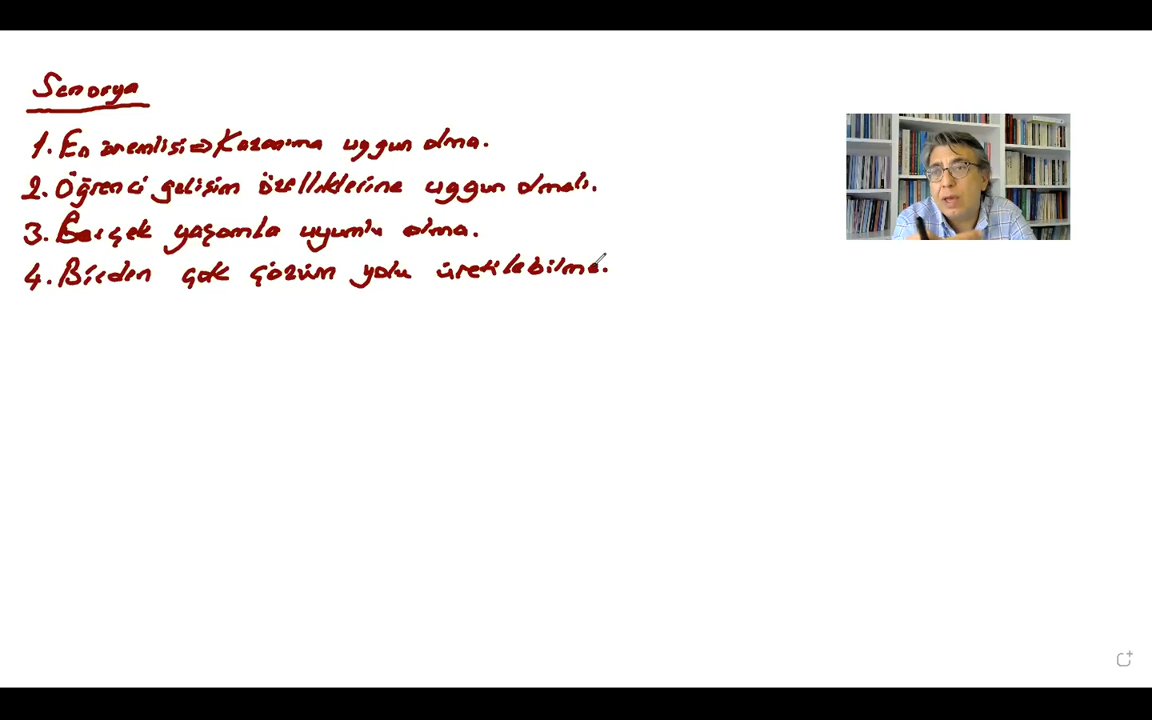 Senorya
1. En önemlisi ⇒ Kazanıma uygun olma.
2. Öğrenci gelişim özelliklerine uygun olmalı.
3. Gerçek yaşamla uyumlu olma.
4. Birden çok çözüm yolu üretilebilme.